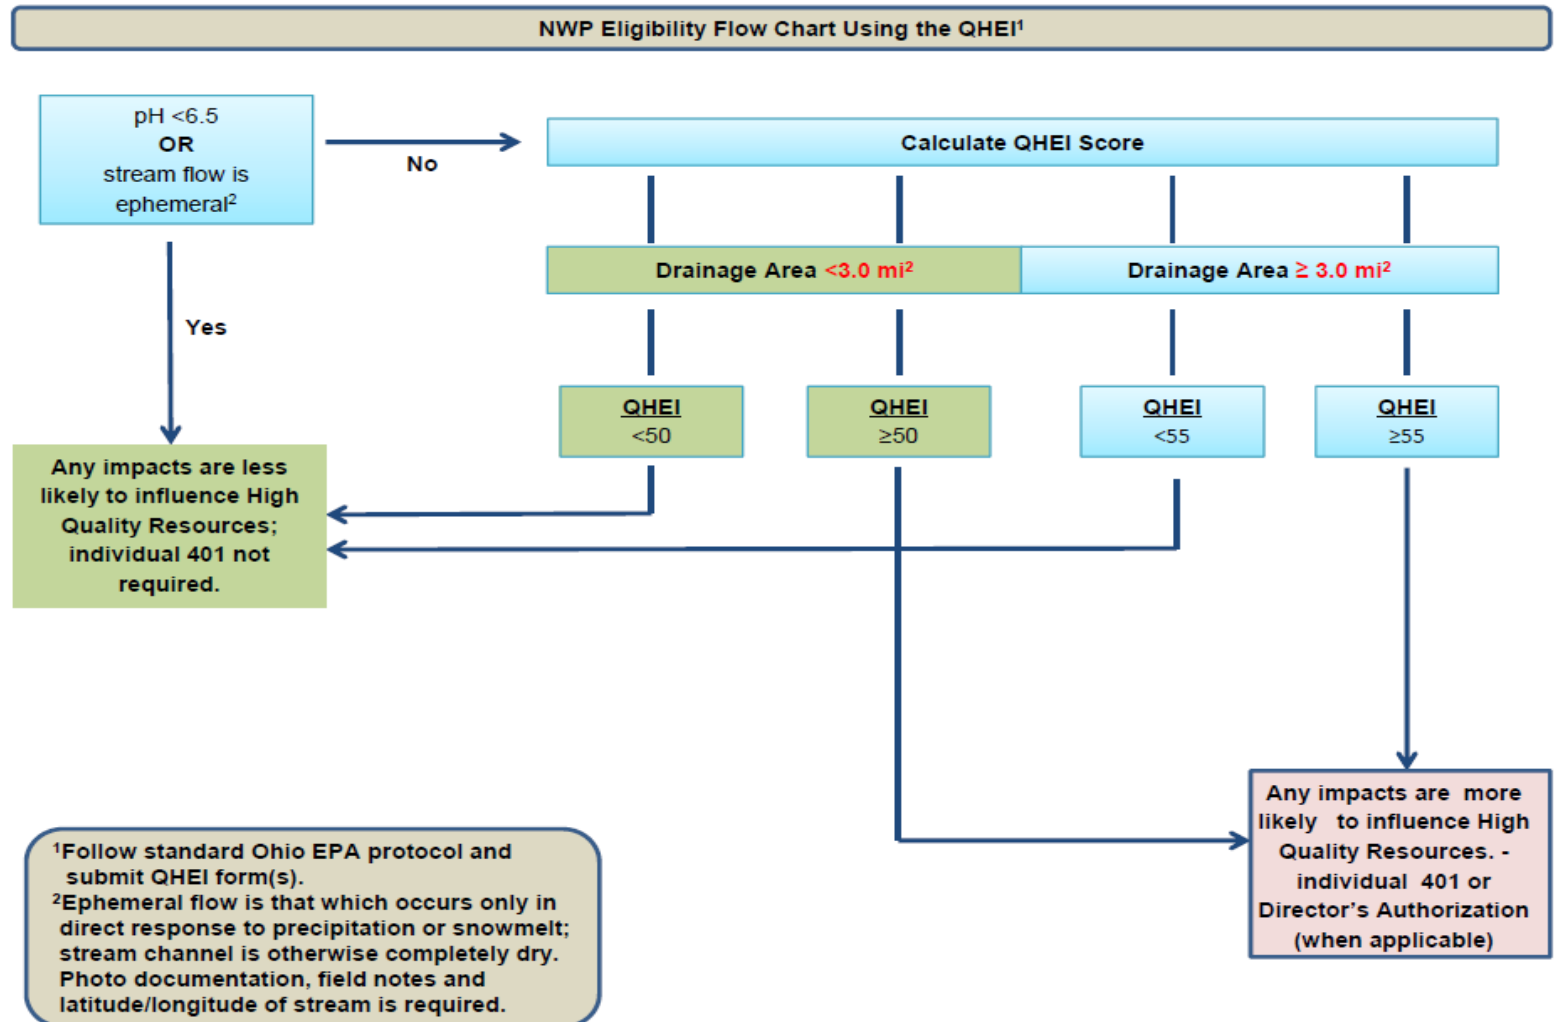 NWP Eligibility Flow Chart Using the QHEI¹
pH <6.5
OR
stream flow is
ephemeral²
No
Calculate QHEI Score
Drainage Area <3.0 mi²
Drainage Area ≥ 3.0 mi²
Yes
QHEI
<50
QHEI
≥50
QHEI
<55
QHEI
≥55
Any impacts are less
likely to influence High
Quality Resources;
individual 401 not
required.
Any impacts are more
likely to influence High
Quality Resources. -
individual 401 or
Director's Authorization
(when applicable)
¹Follow standard Ohio EPA protocol and
submit QHEI form(s).
²Ephemeral flow is that which occurs only in
direct response to precipitation or snowmelt;
stream channel is otherwise completely dry.
Photo documentation, field notes and
latitude/longitude of stream is required.